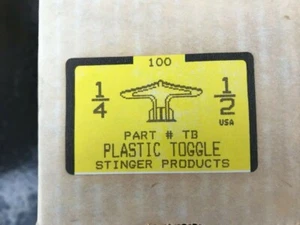 100
1/4 1/2
USA
PART # TB
PLASTIC TOGGLE
STINGER PRODUCTS